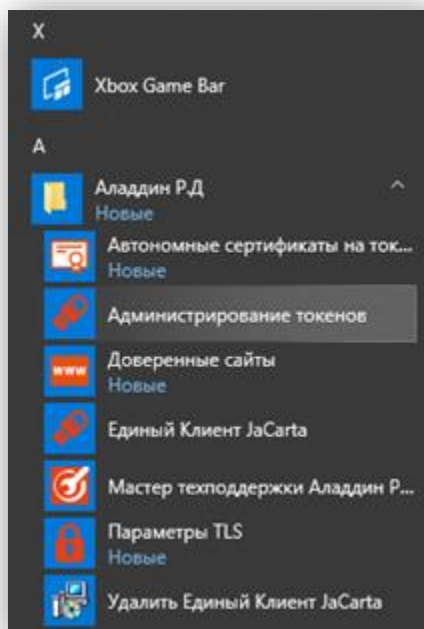 X
Xbox Game Bar
А
Аладдин Р.Д
Новые
Автономные сертификаты на ток...
Новые
Администрирование токенов
WWW
Доверенные сайты
Новые
Единый Клиент JaCarta
Мастер техподдержки Аладдин Р...
Параметры TLS
Новые
Удалить Единый Клиент JaCarta